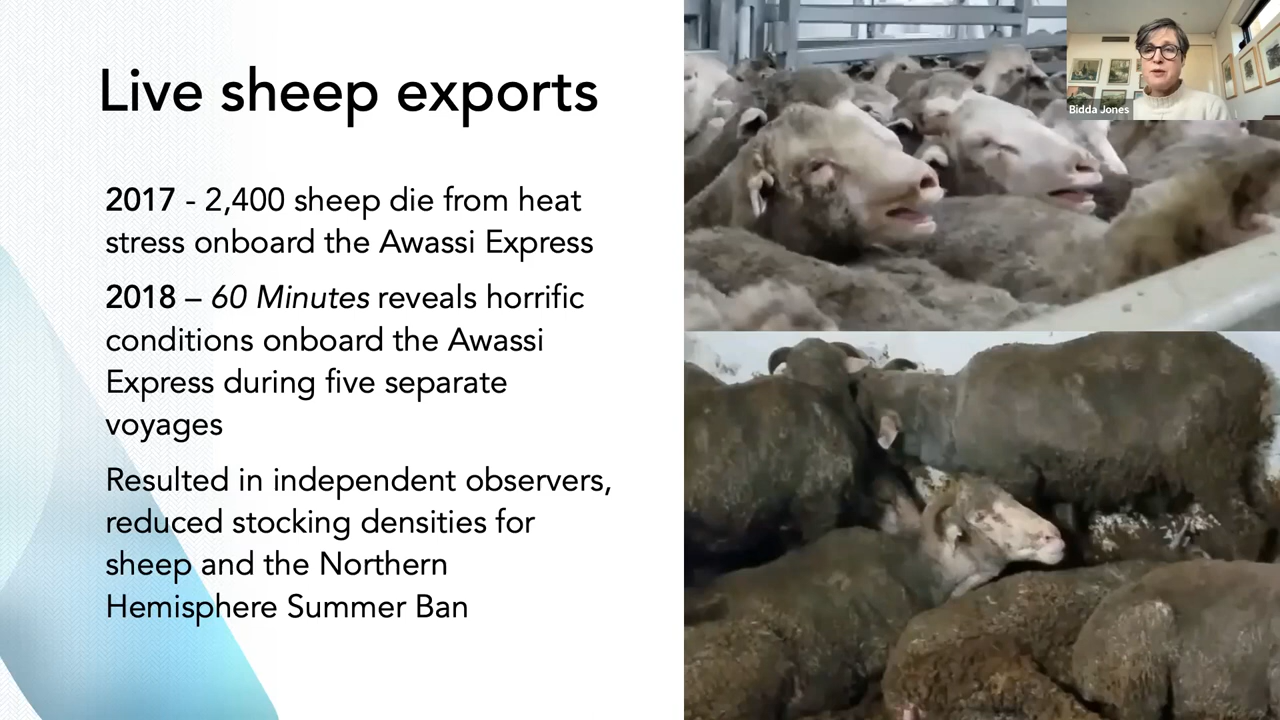 Live sheep exports
2017 - 2,400 sheep die from heat
stress onboard the Awassi Express
2018 – 60 Minutes reveals horrific
conditions onboard the Awassi
Express during five separate
voyages
Resulted in independent observers,
reduced stocking densities for
sheep and the Northern
Hemisphere Summer Ban
Bidda Jones